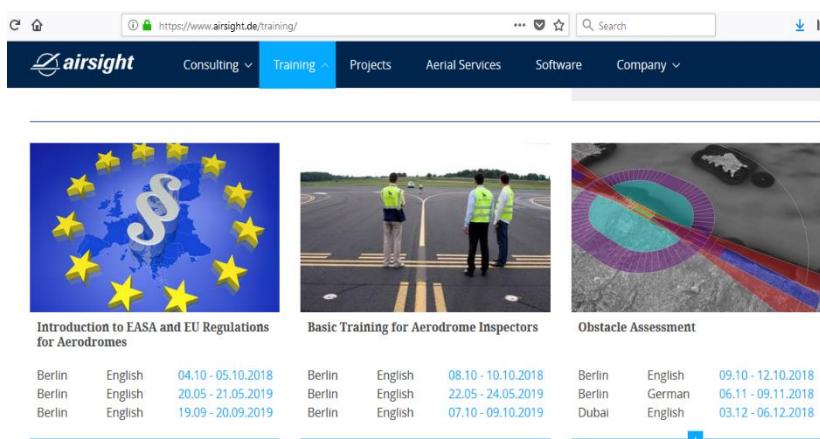 https://www.airsight.de/training/
Search
airsight
Consulting
Training
Projects
Aerial Services
Software
Company
§
Introduction to EASA and EU Regulations
for Aerodromes
Berlin English 04.10 - 05.10.2018
Berlin English 20.05 - 21.05.2019
Berlin English 19.09 - 20.09.2019
Basic Training for Aerodrome Inspectors
Berlin English 08.10 - 10.10.2018
Berlin English 22.05 - 24.05.2019
Berlin English 07.10 - 09.10.2019
Obstacle Assessment
Berlin English 09.10 - 12.10.2018
Berlin German 06.11 - 09.11.2018
Dubai English 03.12 - 06.12.2018